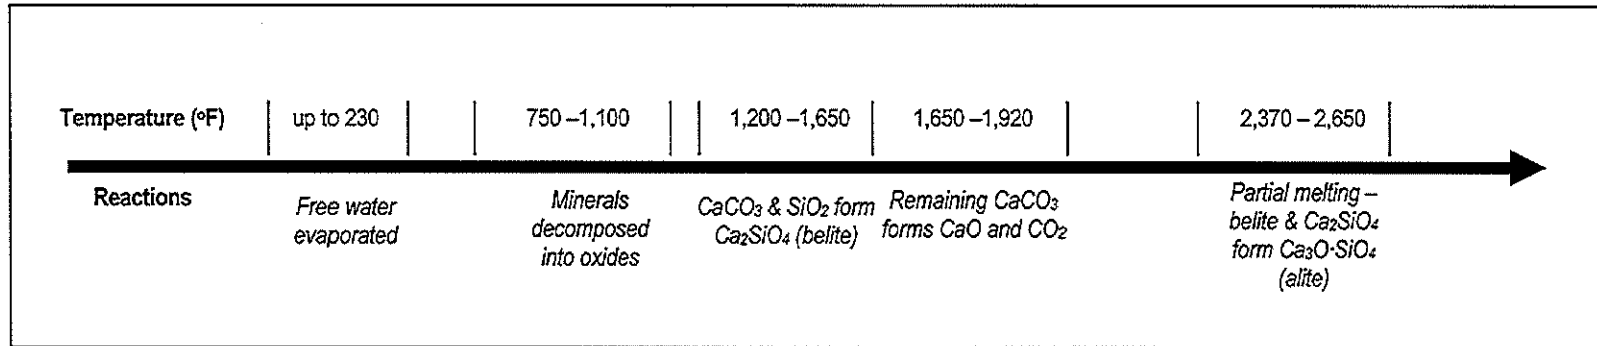 Temperature (ºF)
up to 230
750 –1,100
1,200 –1,650
1,650 –1,920
2,370 – 2,650
Reactions
Free water
evaporated
Minerals
decomposed
into oxides
CaCO₃ & SiO₂ form
Ca₂SiO₄ (belite)
Remaining CaCO₃
forms CaO and CO₂
Partial melting –
belite & Ca₂SiO₄
form Ca₃O·SiO₄
(alite)